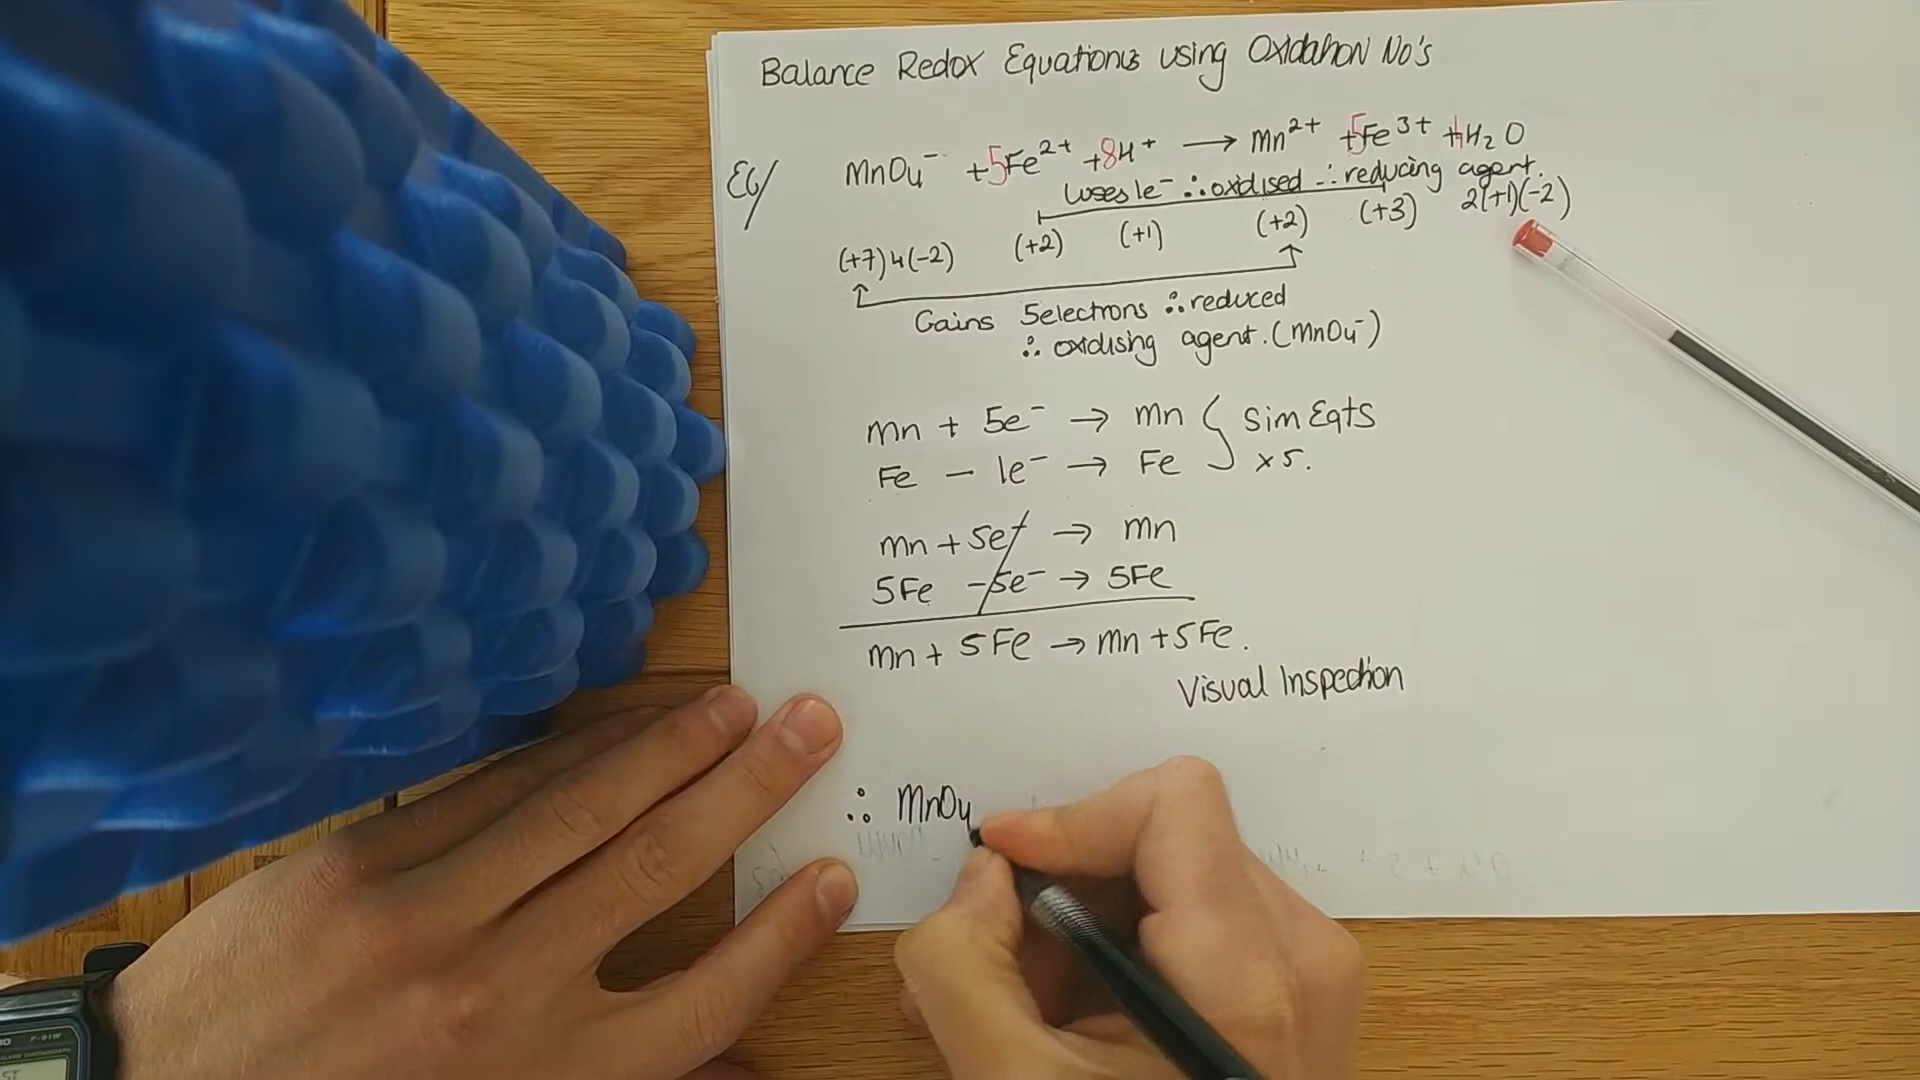 Balance Redox Equations using Oxidation No's
EG/ MnO₄⁻ + 5Fe²⁺ + 8H⁺ → Mn²⁺ + 5Fe³⁺ + 4H₂O
Loses 1e⁻ ∴ oxidised ∴ reducing agent.
(+7)4(-2) (+2) (+1) (+2) (+3) 2(+1)(-2)
Gains 5electrons ∴ reduced
∴ oxidising agent. (MnO₄⁻)
Mn + 5e⁻ → Mn } Sim Eqts
Fe – 1e⁻ → Fe } x 5.
Mn + 5e⁻ → Mn
5Fe – 5e⁻ → 5Fe
Mn + 5Fe → Mn + 5Fe.
Visual Inspection
∴ MnO₄